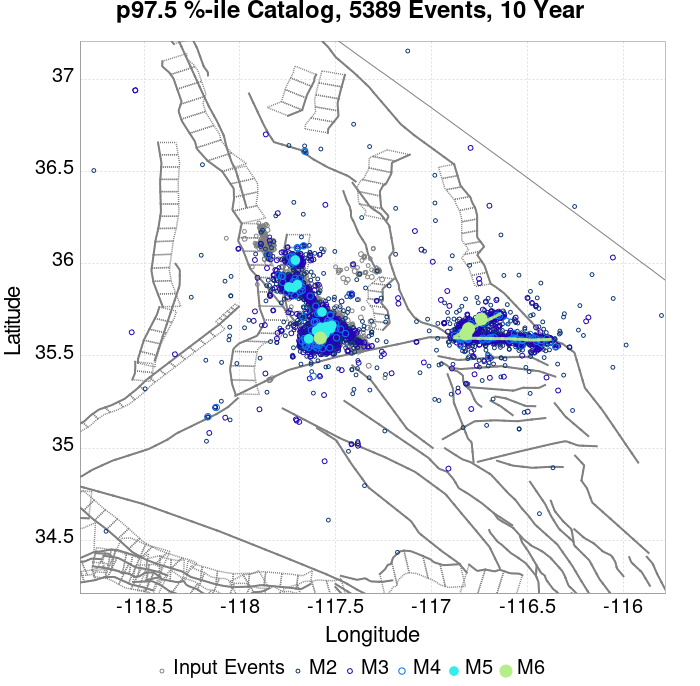 p97.5 %-ile Catalog, 5389 Events, 10 Year
37
36.5
36
35.5
35
34.5
Latitude
-118.5 -118 -117.5 -117 -116.5 -116
Longitude
Input Events M2 M3 M4 M5 M6